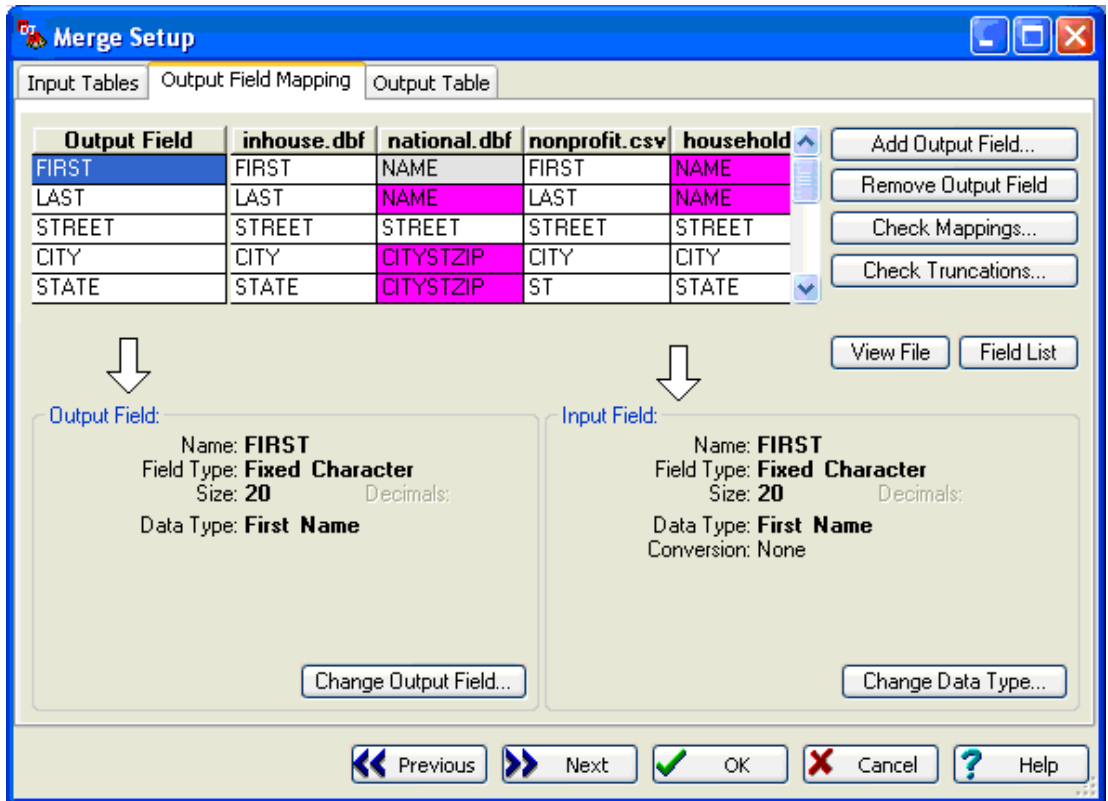 Merge Setup
Input Tables Output Field Mapping Output Table
Output Field inhouse.dbf national.dbf nonprofit.csv household
FIRST FIRST NAME FIRST NAME
LAST LAST NAME LAST NAME
STREET STREET STREET STREET STREET
CITY CITY CITYSTZIP CITY CITY
STATE STATE CITYSTZIP ST STATE
Add Output Field...
Remove Output Field
Check Mappings...
Check Truncations...
View File Field List
Output Field:
Name: FIRST
Field Type: Fixed Character
Size: 20 Decimals:
Data Type: First Name
Change Output Field...
Input Field:
Name: FIRST
Field Type: Fixed Character
Size: 20 Decimals:
Data Type: First Name
Conversion: None
Change Data Type...
Previous Next OK Cancel Help